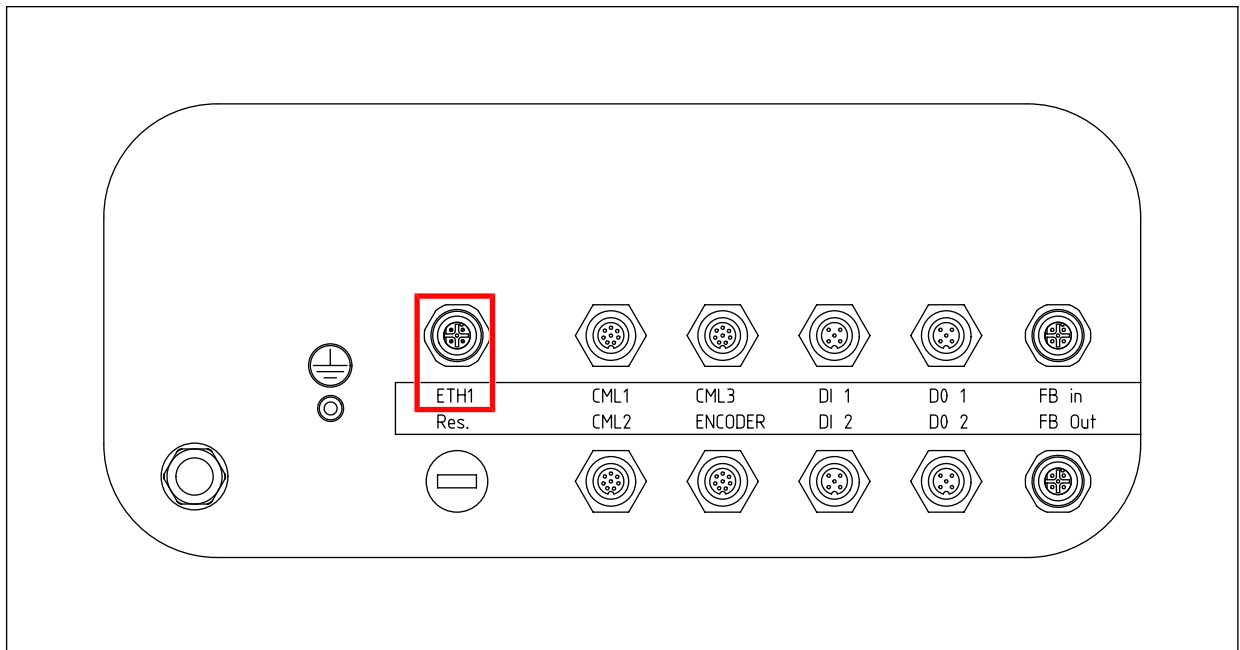 ETH1 CML1 CML3 DI 1 DO 1 FB in
Res. CML2 ENCODER DI 2 DO 2 FB Out